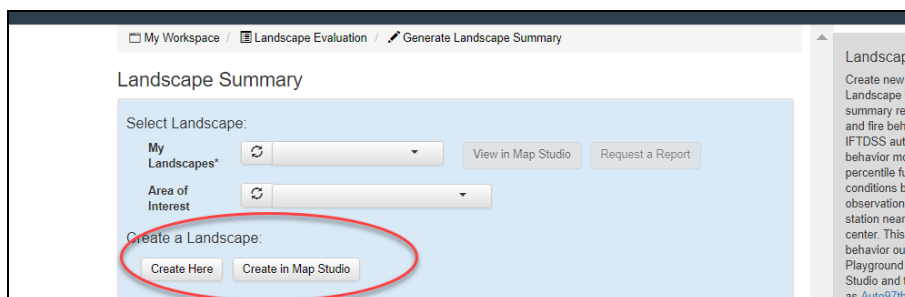 My Workspace / Landscape Evaluation / Generate Landscape Summary
Landscape Summary
Select Landscape:
My Landscapes*
View in Map Studio
Request a Report
Area of Interest
Create a Landscape:
Create Here
Create in Map Studio
Landscap
Create new
Landscape
summary re
and fire beh
IFTDSS aut
behavior mo
percentile fu
conditions b
observation
station near
center. This
behavior ou
Playground
Studio and t
as Auto97th